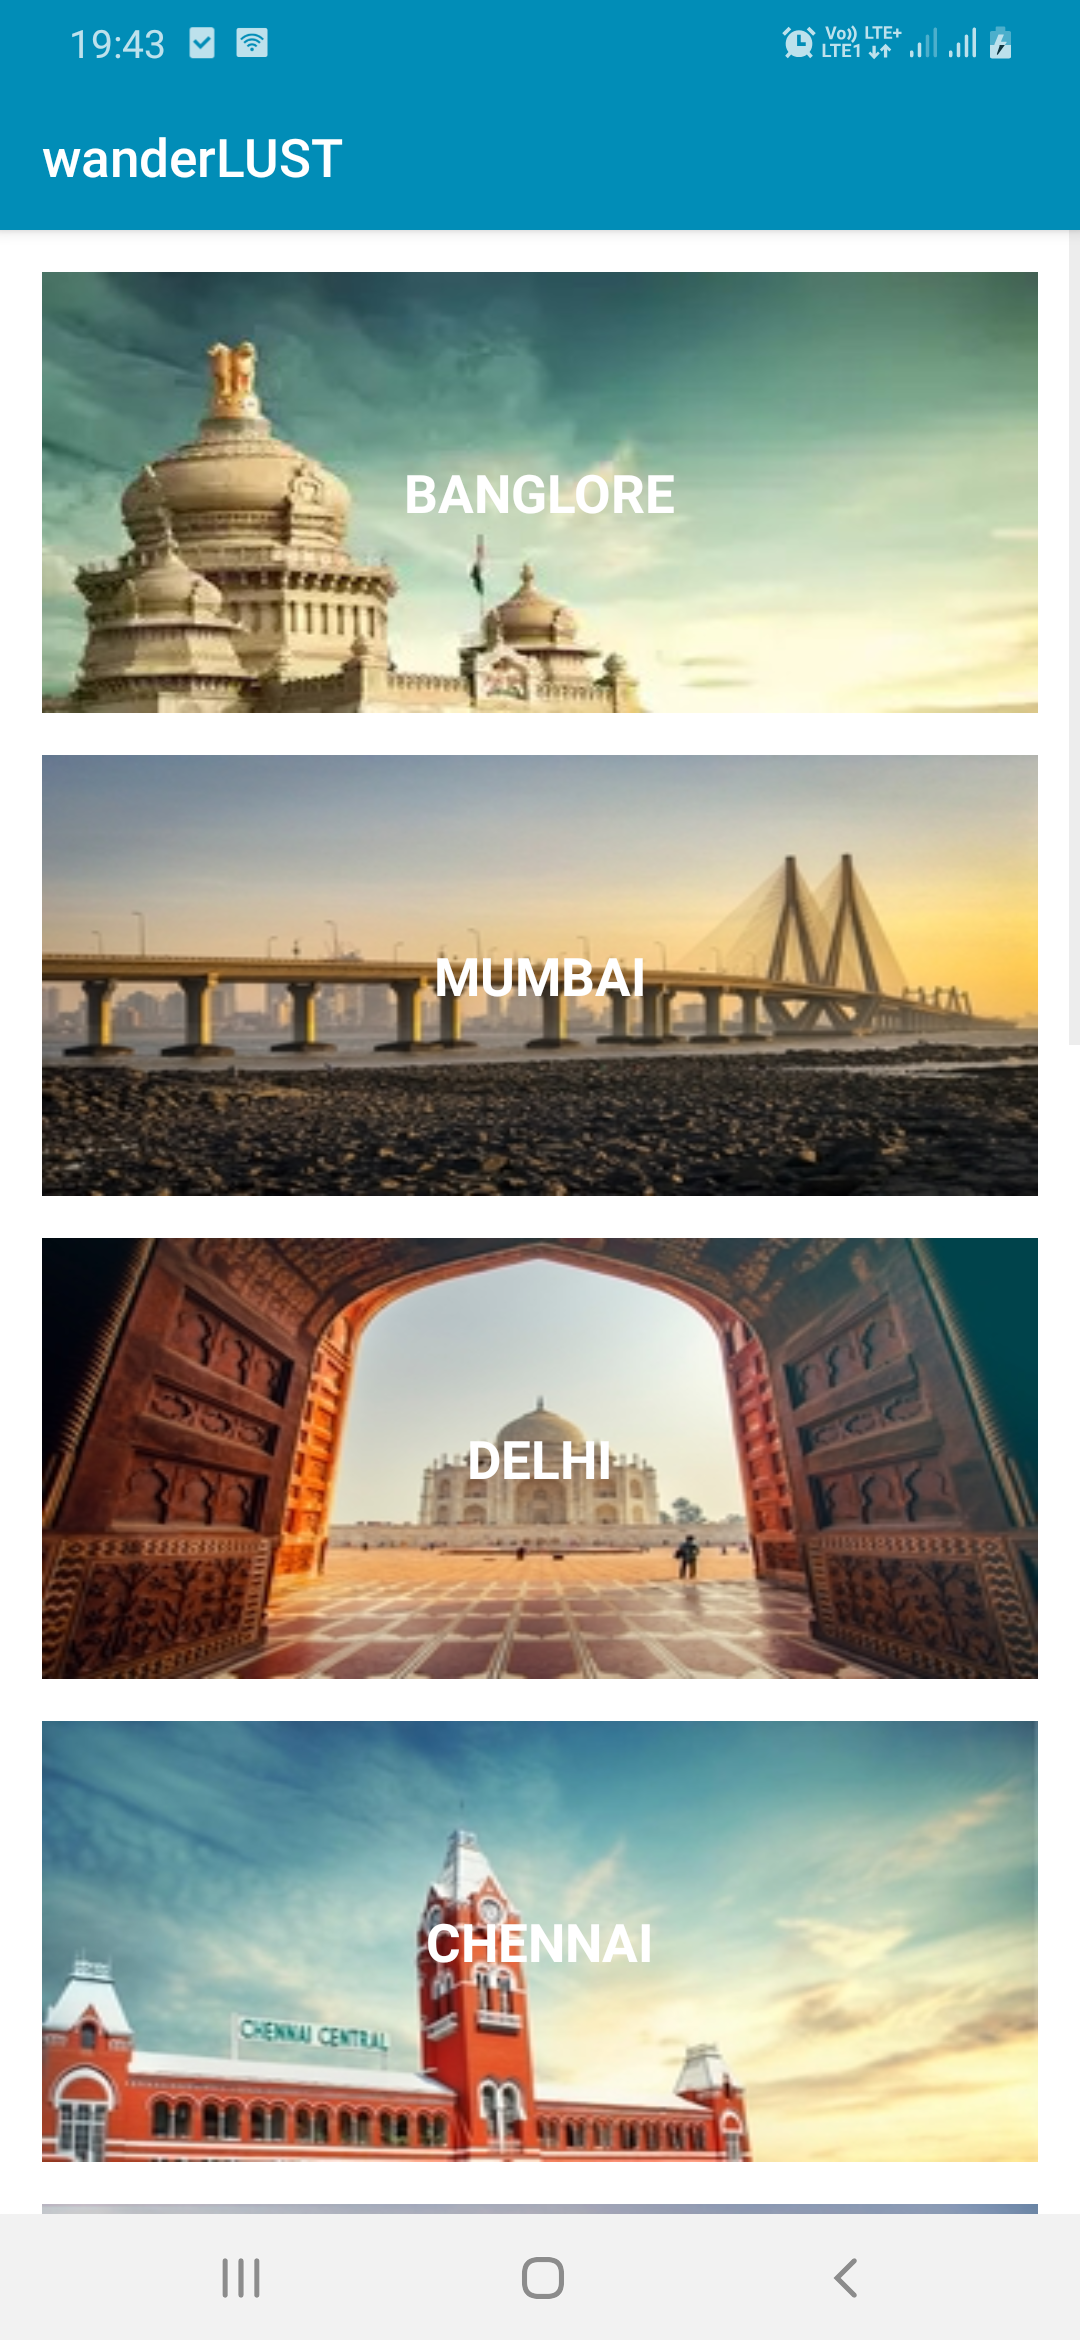 19:43 Vo)) LTE+
LTE1
wanderLUST
BANGLORE
MUMBAI
DELHI
CHENNAI
CHENNAI CENTRAL